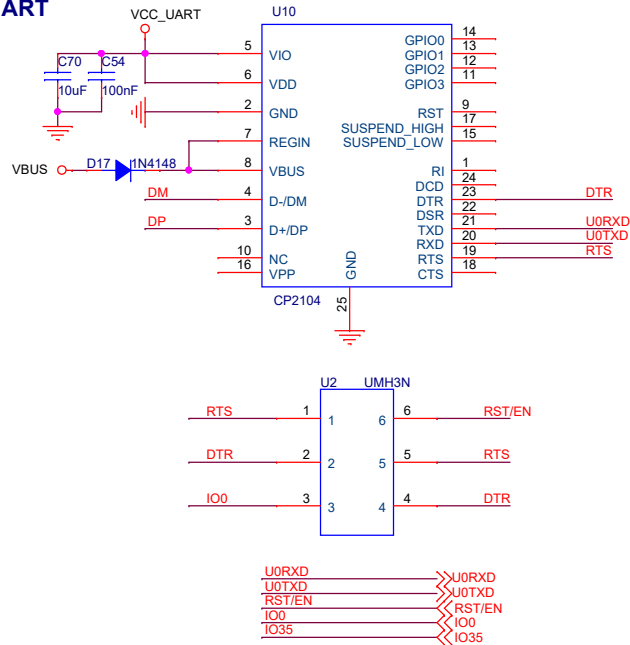 ART
VCC_UART
U10
C70
C54
10uF
100nF
5
VIO
6
VDD
2
GND
7
REGIN
VBUS
D17
1N4148
8
VBUS
DM
4
D-/DM
DP
3
D+/DP
10
NC
16
VPP
GND
25
CP2104
GPIO0
14
GPIO1
13
GPIO2
12
GPIO3
11
RST
9
SUSPEND_HIGH
17
SUSPEND_LOW
15
RI
1
DCD
24
DTR
23
DTR
DSR
22
TXD
21
U0RXD
RXD
20
U0TXD
RTS
19
RTS
CTS
18
U2
UMH3N
RTS
1
1
6
6
RST/EN
DTR
2
2
5
5
RTS
IO0
3
3
4
4
DTR
U0RXD
U0RXD
U0TXD
U0TXD
RST/EN
RST/EN
IO0
IO0
IO35
IO35